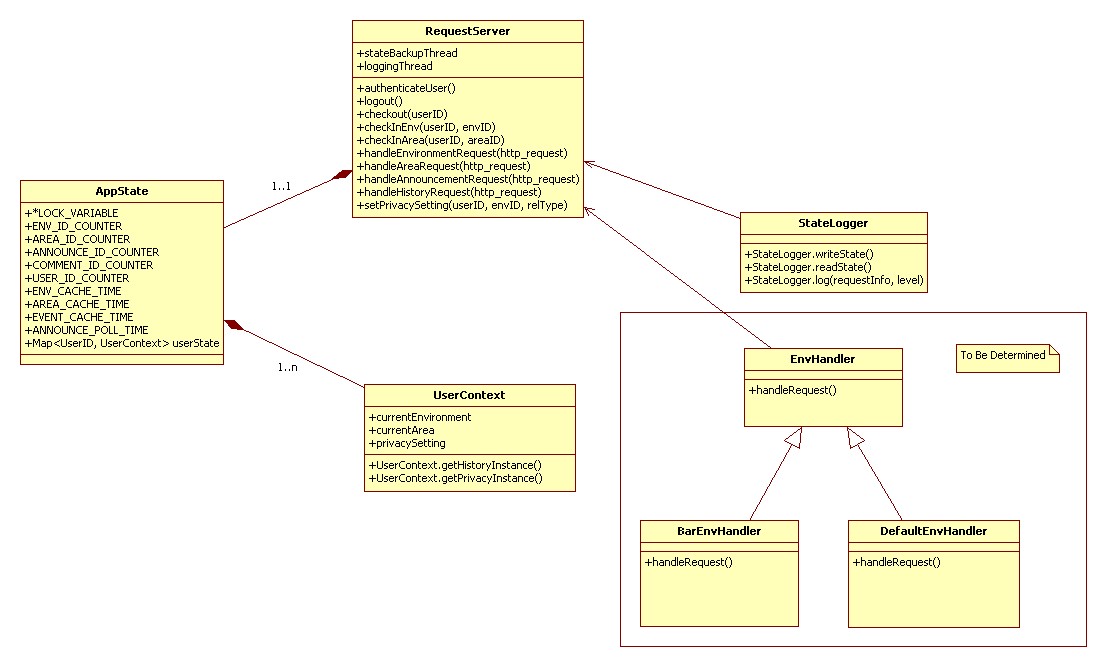 RequestServer
+stateBackupThread
+loggingThread
+authenticateUser()
+logout()
+checkout(userID)
+checkInEnv(userID, envID)
+checkInArea(userID, areaID)
+handleEnvironmentRequest(http_request)
+handleAreaRequest(http_request)
+handleAnnouncementRequest(http_request)
+handleHistoryRequest(http_request)
+setPrivacySetting(userID, envID, relType)
1..1
AppState
+*LOCK_VARIABLE
+ENV_ID_COUNTER
+AREA_ID_COUNTER
+ANNOUNCE_ID_COUNTER
+COMMENT_ID_COUNTER
+USER_ID_COUNTER
+ENV_CACHE_TIME
+AREA_CACHE_TIME
+EVENT_CACHE_TIME
+ANNOUNCE_POLL_TIME
+Map<UserID, UserContext> userState
StateLogger
+StateLogger.writeState()
+StateLogger.readState()
+StateLogger.log(requestInfo, level)
1..n
UserContext
+currentEnvironment
+currentArea
+privacySetting
+UserContext.getHistoryInstance()
+UserContext.getPrivacyInstance()
To Be Determined
EnvHandler
+handleRequest()
BarEnvHandler
+handleRequest()
DefaultEnvHandler
+handleRequest()